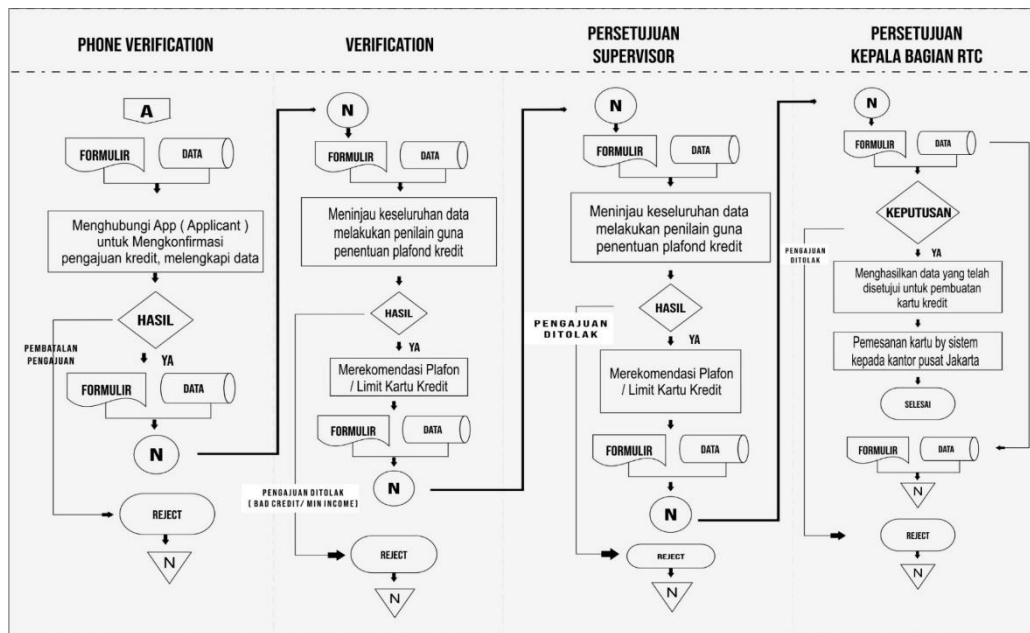 PHONE VERIFICATION
A
FORMULIR
DATA
Menghubungi App ( Applicant )
untuk Mengkonfirmasi
pengajuan kredit, melengkapi data
HASIL
PEMBATALAN
PENGAJUAN
YA
FORMULIR
DATA
N
REJECT
N
VERIFICATION
N
FORMULIR
DATA
Meninjau keseluruhan data
melakukan penilain guna
penentuan plafond kredit
HASIL
YA
Merekomendasi Plafon
/ Limit Kartu Kredit
FORMULIR
DATA
N
PENGAJUAN DITOLAK
( BAD CREDIT/ MIN INCOME)
REJECT
N
PERSETUJUAN
SUPERVISOR
N
FORMULIR
DATA
Meninjau keseluruhan data
melakukan penilain guna
penentuan plafond kredit
HASIL
PENGAJUAN
DITOLAK
YA
Merekomendasi Plafon
/ Limit Kartu Kredit
FORMULIR
DATA
N
REJECT
N
PERSETUJUAN
KEPALA BAGIAN RTC
N
FORMULIR
DATA
KEPUTUSAN
PENGAJUAN
DITOLAK
YA
Menghasilkan data yang telah
disetujui untuk pembuatan
kartu kredit
Pemesanan kartu by sistem
kepada kantor pusat Jakarta
SELESAI
FORMULIR
DATA
N
REJECT
N